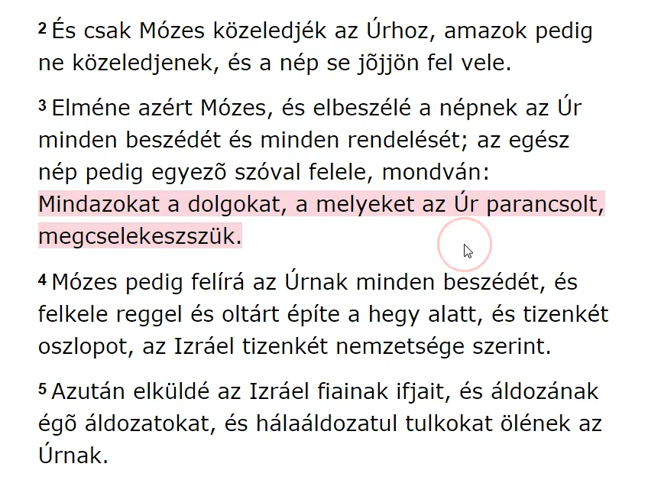 2 És csak Mózes közeledjék az Úrhoz, amazok pedig
ne közeledjenek, és a nép se jõjjön fel vele.
3 Elméne azért Mózes, és elbeszélé a népnek az Úr
minden beszédét és minden rendelését; az egész
nép pedig egyezõ szóval felele, mondván:
Mindazokat a dolgokat, a melyeket az Úr parancsolt,
megcselekeszszük.
4 Mózes pedig felírá az Úrnak minden beszédét, és
felkele reggel és oltárt építe a hegy alatt, és tizenkét
oszlopot, az Izráel tizenkét nemzetsége szerint.
5 Azután elküldé az Izráel fiainak ifjait, és áldozának
égõ áldozatokat, és hálaáldozatul tulkokat ölének az
Úrnak.